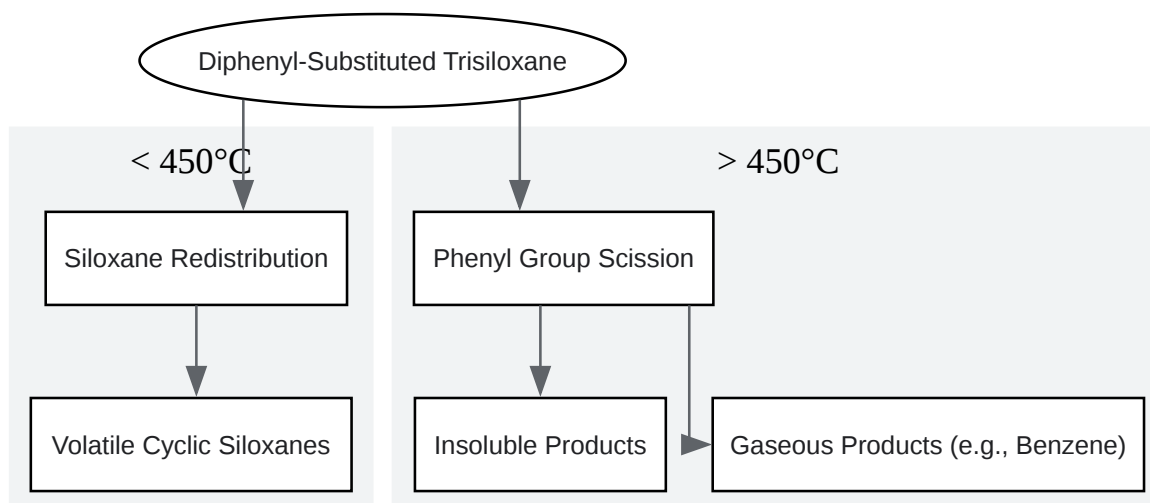 Diphenyl-Substituted Trisiloxane
< 450°C
> 450°C
Siloxane Redistribution
Phenyl Group Scission
Volatile Cyclic Siloxanes
Insoluble Products
Gaseous Products (e.g., Benzene)